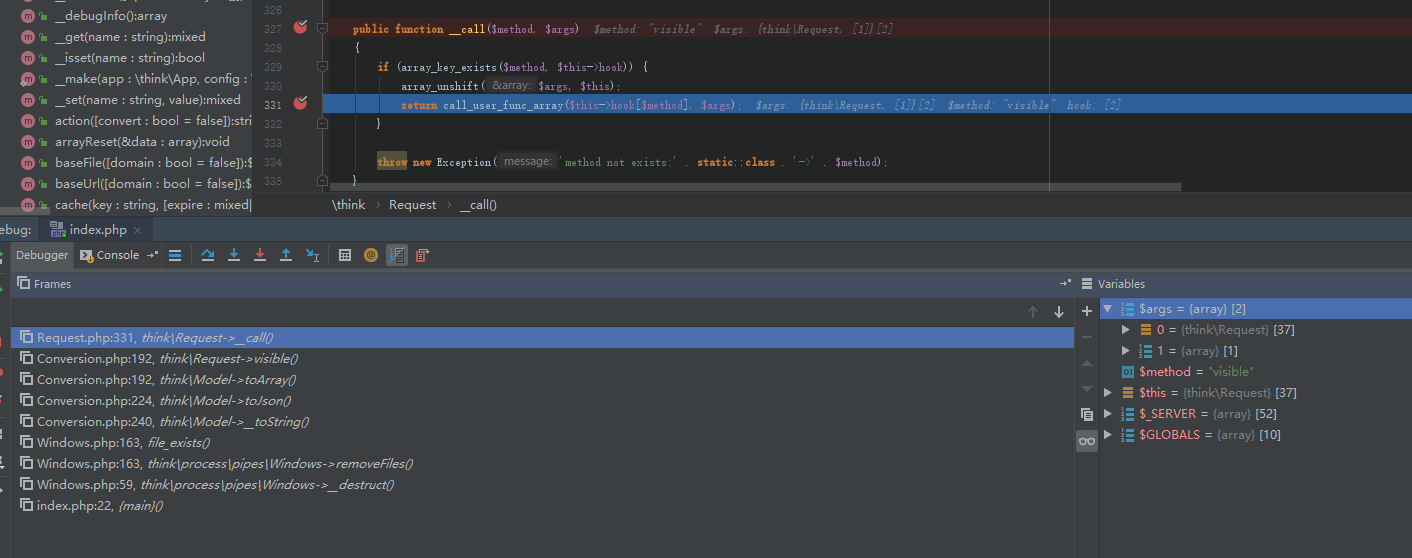 __debugInfo():array
__get(name : string):mixed
__isset(name : string):bool
__make(app : \think\App, config :
__set(name : string, value):mixed
action([convert : bool = false]):stri
arrayReset(&data : array):void
baseFile([domain : bool = false]):$
baseUrl([domain : bool = false]):$
cache(key : string, [expire : mixed|
326
327 public function __call($method, $args) $method: "visible" $args: {think\Request, [1]}[2]
328 {
329 if (array_key_exists($method, $this->hook)) {
330 array_unshift( &array: $args, $this);
331 return call_user_func_array($this->hook[$method], $args); $args: {think\Request, [1]}[2] $method: "visible" hook: [2]
332 }
333
334 throw new Exception( message: 'method not exists:' . static::class . '->' . $method);
335 }
\think › Request › __call()
ebug: index.php ×
Debugger Console
Frames
Request.php:331, think\Request->__call()
Conversion.php:192, think\Request->visible()
Conversion.php:192, think\Model->toArray()
Conversion.php:224, think\Model->toJson()
Conversion.php:240, think\Model->__toString()
Windows.php:163, file_exists()
Windows.php:163, think\process\pipes\Windows->removeFiles()
Windows.php:59, think\process\pipes\Windows->__destruct()
index.php:22, {main}()
Variables
$args = {array} [2]
0 = {think\Request} [37]
1 = {array} [1]
$method = "visible"
$this = {think\Request} [37]
$_SERVER = {array} [52]
$GLOBALS = {array} [10]